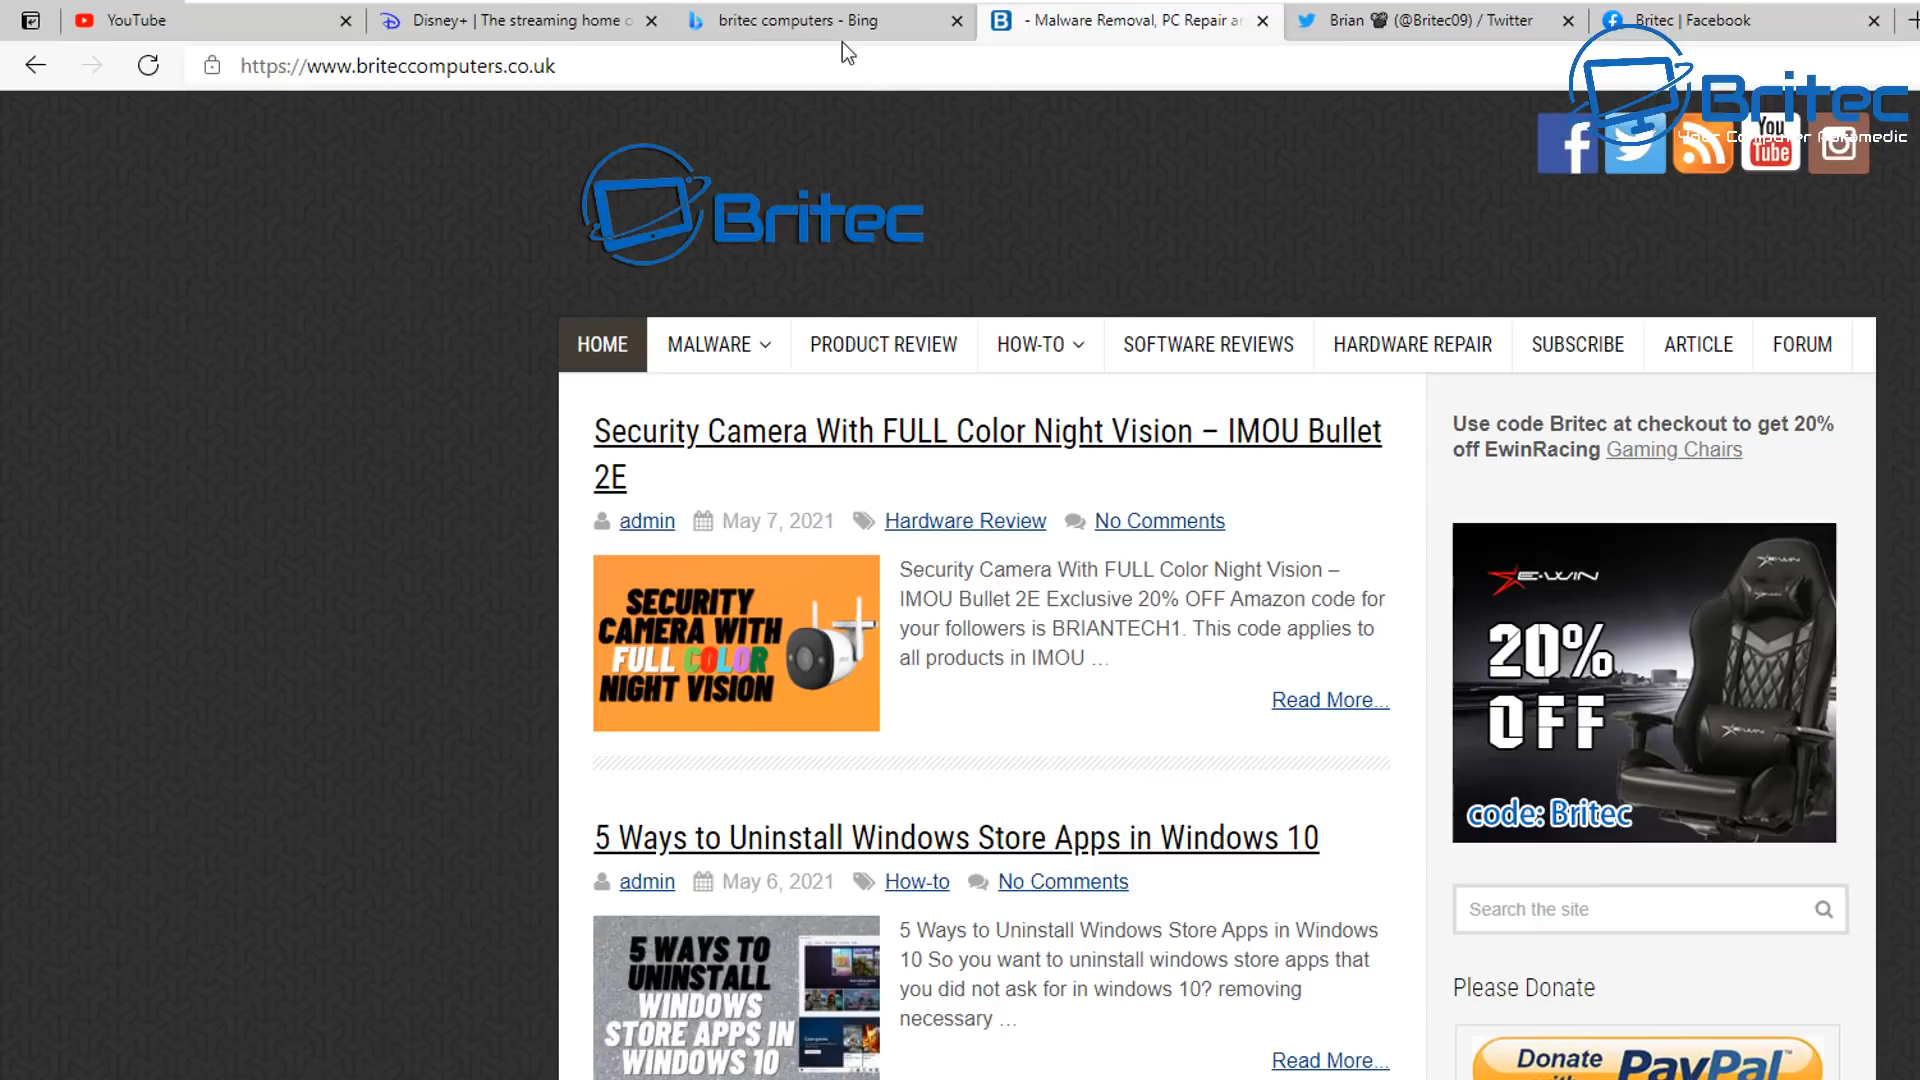 YouTube
Disney+ | The streaming home o
britec computers - Bing
- Malware Removal, PC Repair an
Brian (@Britec09) / Twitter
Britec | Facebook
https://www.briteccomputers.co.uk
Britec
Your Computer Paramedic
You
Tube
Britec
HOME
MALWARE
PRODUCT REVIEW
HOW-TO
SOFTWARE REVIEWS
HARDWARE REPAIR
SUBSCRIBE
ARTICLE
FORUM
Security Camera With FULL Color Night Vision – IMOU Bullet
2E
admin May 7, 2021 Hardware Review No Comments
SECURITY
CAMERA WITH
FULL COLOR
NIGHT VISION
Security Camera With FULL Color Night Vision –
IMOU Bullet 2E Exclusive 20% OFF Amazon code for
your followers is BRIANTECH1. This code applies to
all products in IMOU …
Read More...
5 Ways to Uninstall Windows Store Apps in Windows 10
admin May 6, 2021 How-to No Comments
5 WAYS TO
UNINSTALL
WINDOWS
STORE APPS IN
WINDOWS 10
5 Ways to Uninstall Windows Store Apps in Windows
10 So you want to uninstall windows store apps that
you did not ask for in windows 10? removing
necessary …
Read More...
Use code Britec at checkout to get 20%
off EwinRacing Gaming Chairs
E-WIN
20%
OFF
code: Britec
Search the site
Please Donate
Donate
PayPal